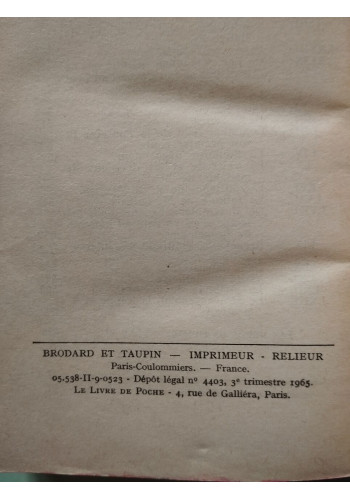 BRODARD ET TAUPIN — IMPRIMEUR - RELIEUR
Paris-Coulommiers. — France.
05.538-II-9-0523 - Dépôt légal nº 4403, 3e trimestre 1965.
LE LIVRE DE POCHE - 4, rue de Galliéra, Paris.